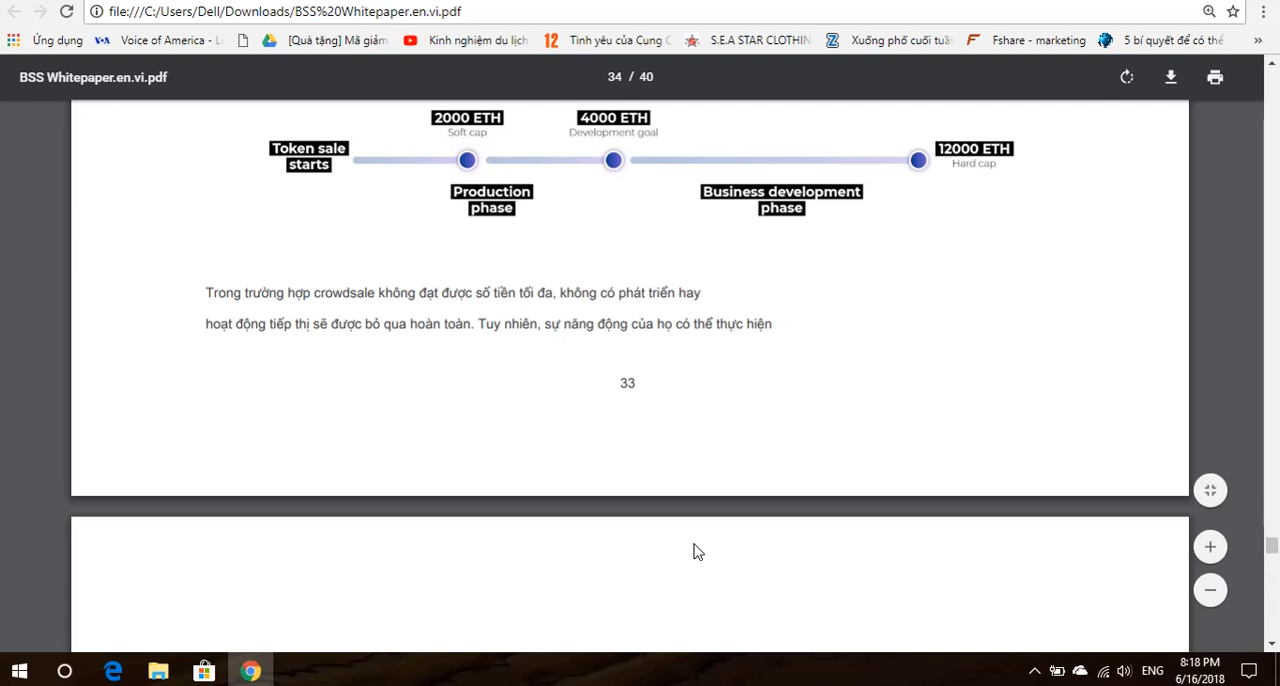 file:///C:/Users/Dell/Downloads/BSS%20Whitepaper.en.vi.pdf
Ứng dụng
VOA
Voice of America - L
[Quà tặng] Mã giảm
Kinh nghiệm du lịch
12
Tình yêu của Cung
S.E.A STAR CLOTHIN
Z
Xuống phố cuối tuần
F
Fshare - marketing
5 bí quyết để có thể
»
BSS Whitepaper.en.vi.pdf
34 / 40
2000 ETH
Soft cap
4000 ETH
Development goal
Token sale
starts
12000 ETH
Hard cap
Production
phase
Business development
phase
Trong trường hợp crowdsale không đạt được số tiền tối đa, không có phát triển hay
hoạt động tiếp thị sẽ được bỏ qua hoàn toàn. Tuy nhiên, sự năng động của họ có thể thực hiện
33
ENG
8:18 PM
6/16/2018